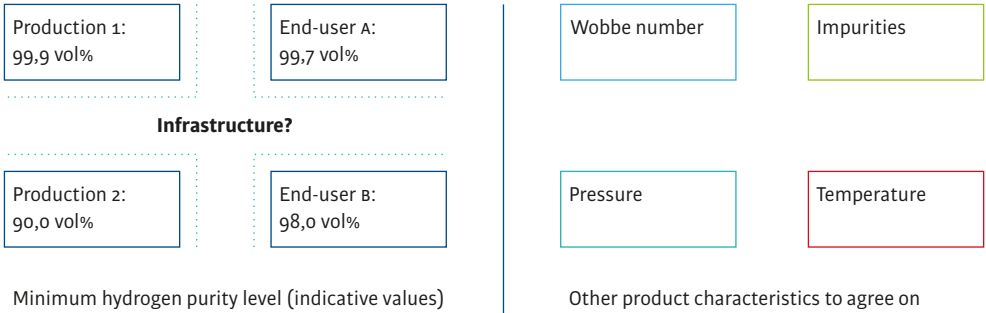 Production 1:
99,9 vol%
End-user A:
99,7 vol%
Infrastructure?
Production 2:
90,0 vol%
End-user B:
98,0 vol%
Minimum hydrogen purity level (indicative values)
Wobbe number
Impurities
Pressure
Temperature
Other product characteristics to agree on